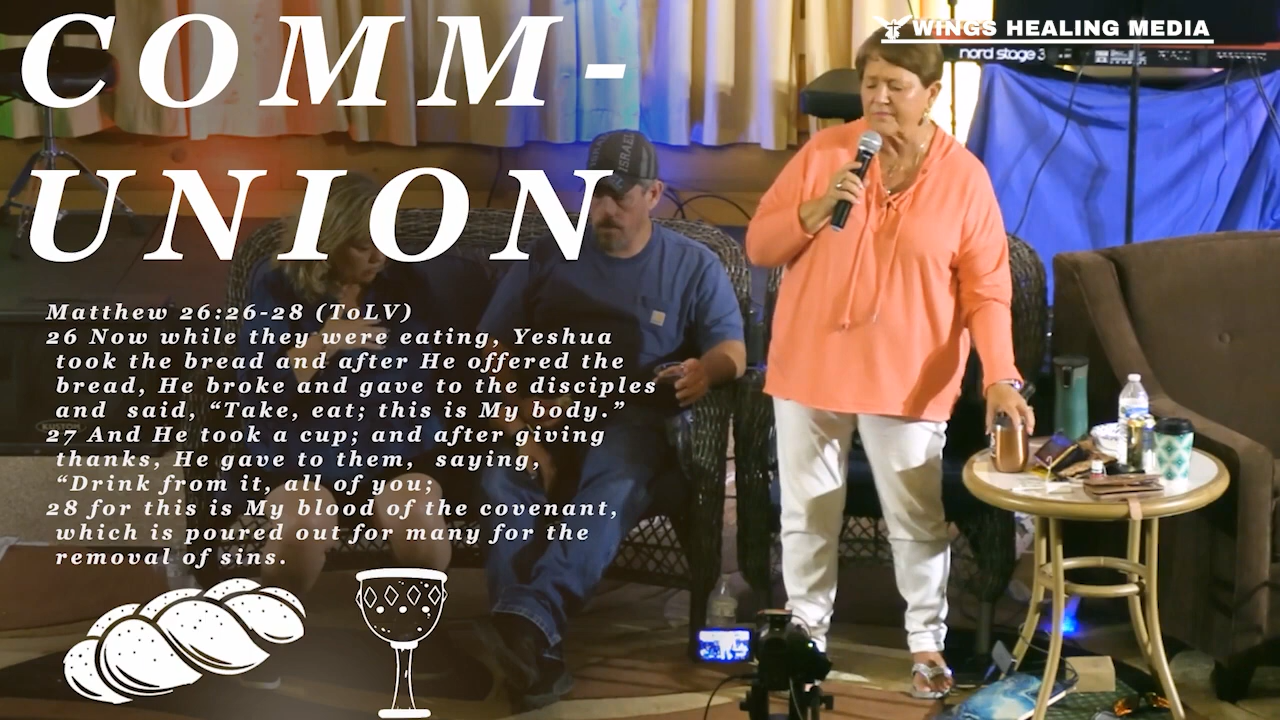 COMM-
UNION
WINGS HEALING MEDIA
nord stage 3
ISRAEL
Matthew 26:26-28 (ToLV)
26 Now while they were eating, Yeshua
took the bread and after He offered the
bread, He broke and gave to the disciples
and said, “Take, eat; this is My body.”
27 And He took a cup; and after giving
thanks, He gave to them, saying,
“Drink from it, all of you;
28 for this is My blood of the covenant,
which is poured out for many for the
removal of sins.
KUSTOM